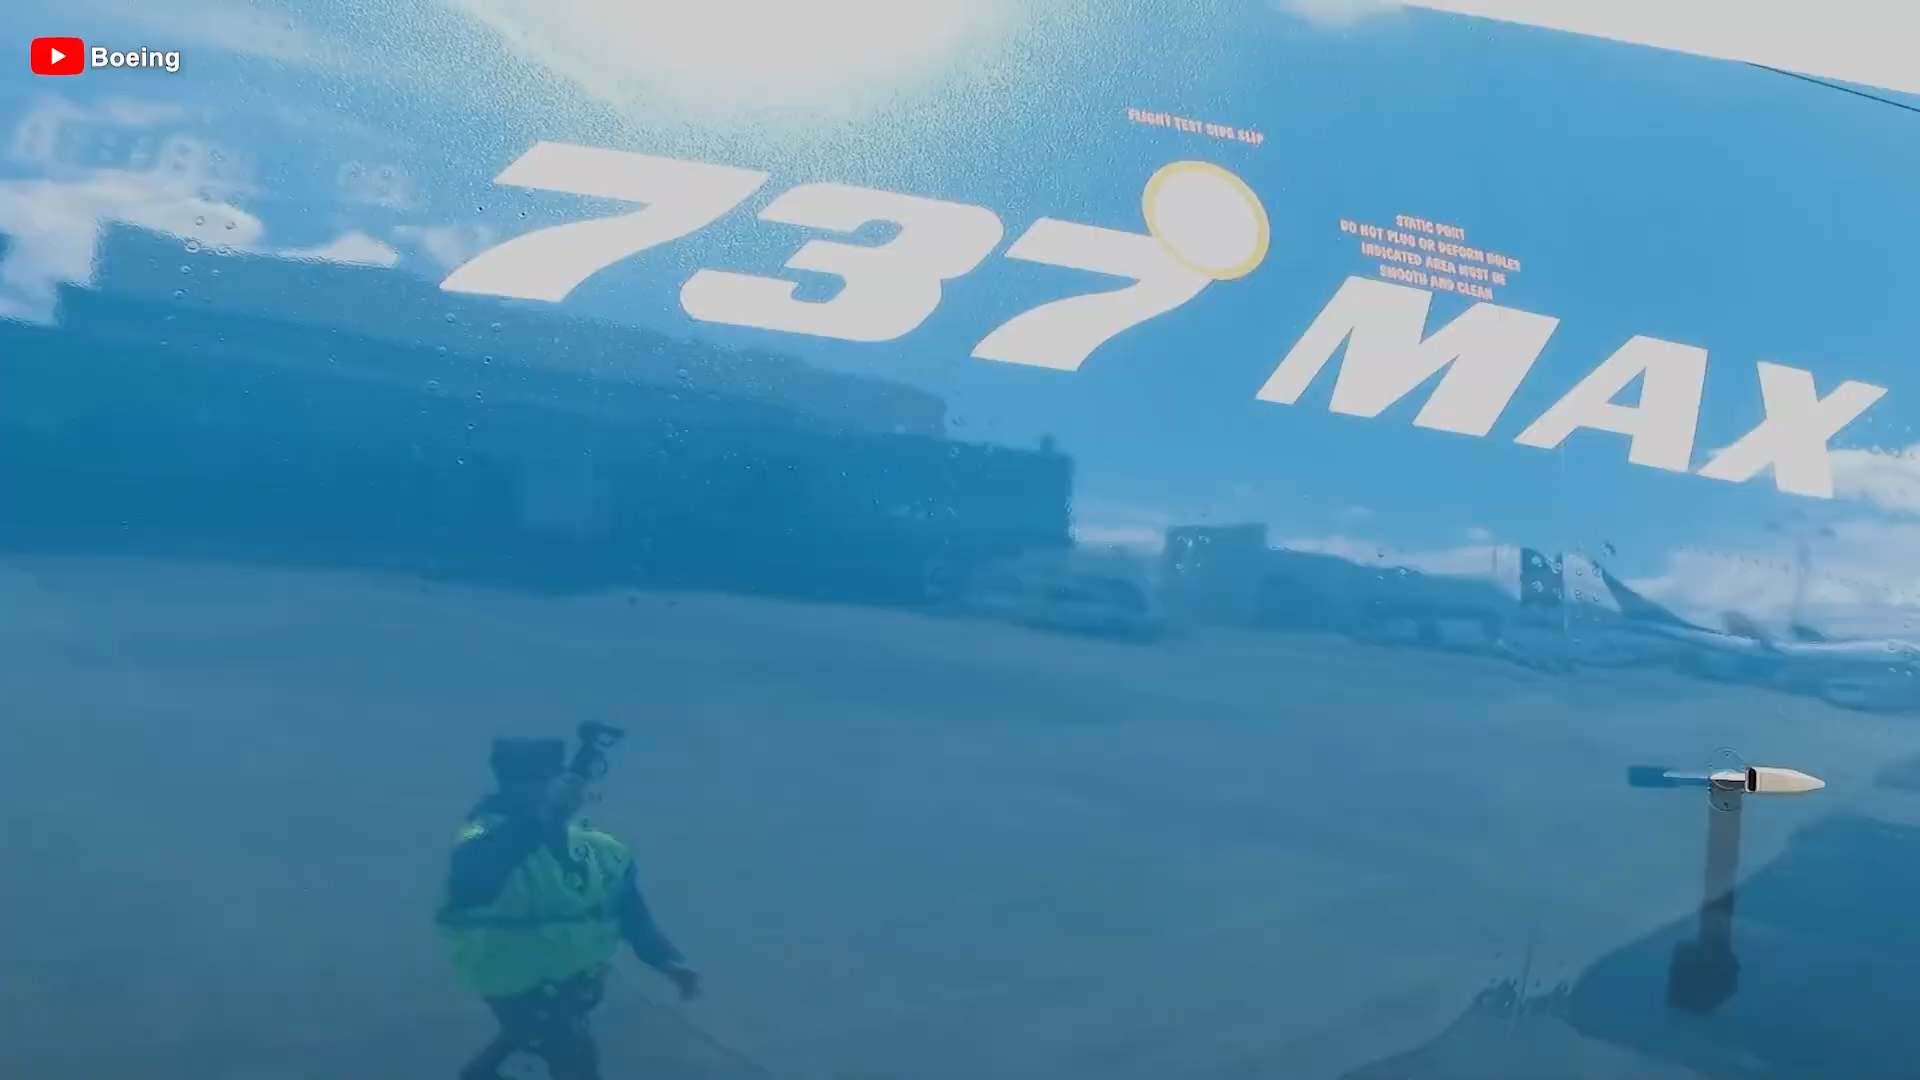 Boeing
FLIGHT TEST SIDE SLIP
737 MAX
STATIC PORT
DO NOT PLUG OR DEFORM HOLES
INDICATED AREA MUST BE
SMOOTH AND CLEAN